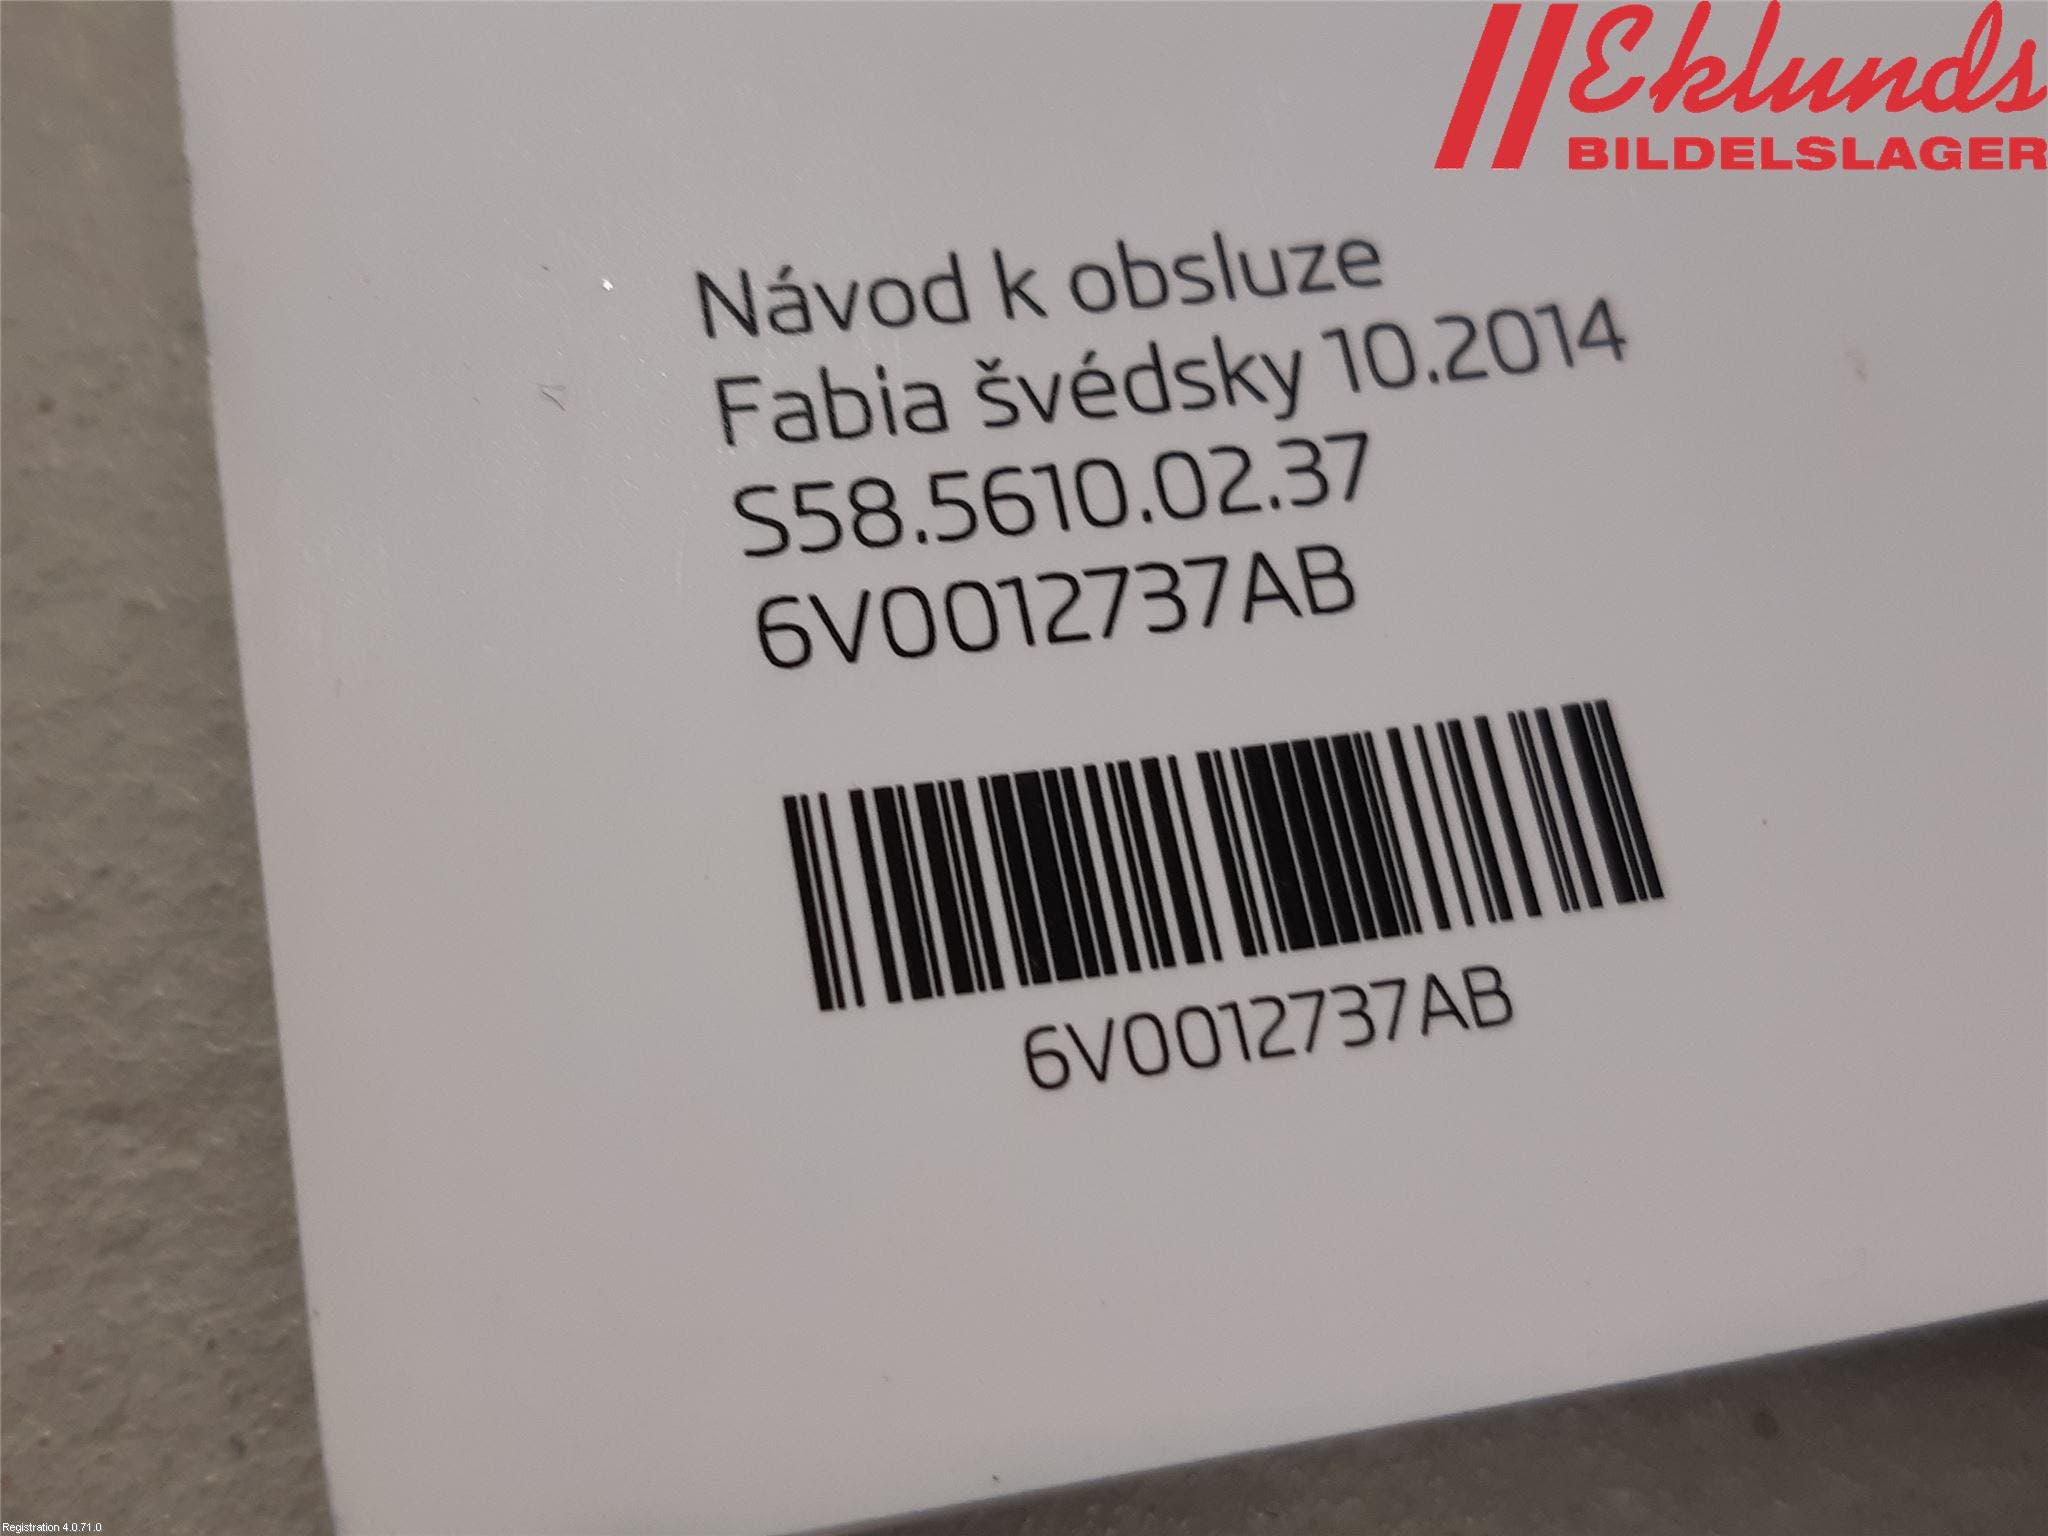 Eklunds
BILDELSLAGER
Návod k obsluze
Fabia švédsky 10.2014
S58.5610.02.37
6V0012737AB
6V0012737AB
Registration 4.0.71.0